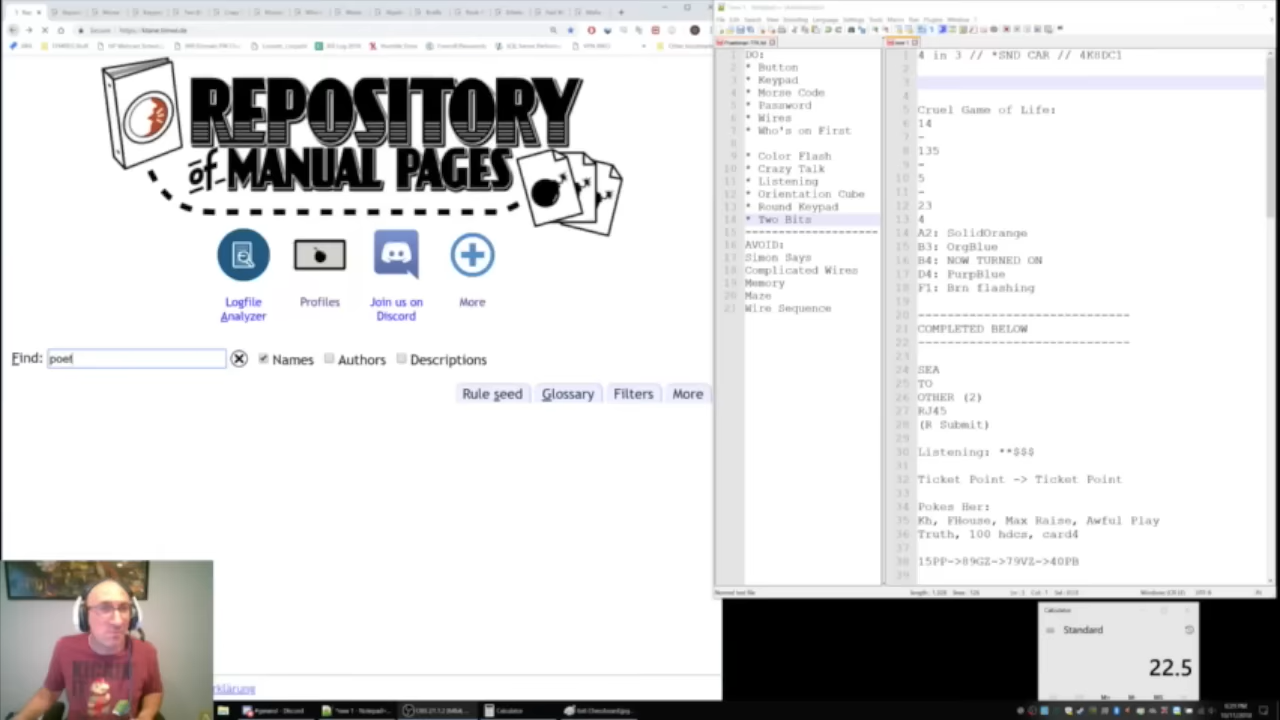 REPOSITORY
of MANUAL PAGES
Logfile Analyzer
Profiles
Join us on Discord
More
Find: poet
Names
Authors
Descriptions
Rule seed
Glossary
Filters
More
DO:
* Button
* Keypad
* Morse Code
* Password
* Wires
* Who's on First
* Color Flash
* Crazy Talk
* Listening
* Orientation Cube
* Round Keypad
* Two Bits
-------------------
AVOID:
Simon Says
Complicated Wires
Memory
Maze
Wire Sequence
4 in 3 // *SND CAR // 4K8DC1
Cruel Game of Life:
14
-
135
-
5
-
23
4
A2: SolidOrange
B3: OrgBlue
B4: NOW TURNED ON
D4: PurpBlue
F1: Brn flashing
-----------------------------
COMPLETED BELOW
-----------------------------
SEA
TO
OTHER (2)
RJ45
(R Submit)
Listening: **$$$
Ticket Point -> Ticket Point
Pokes Her:
Kh, FHouse, Max Raise, Awful Play
Truth, 100 hdcs, card4
15PP->89GZ->79VZ->40PB
Calculator
Standard
22.5
klärung